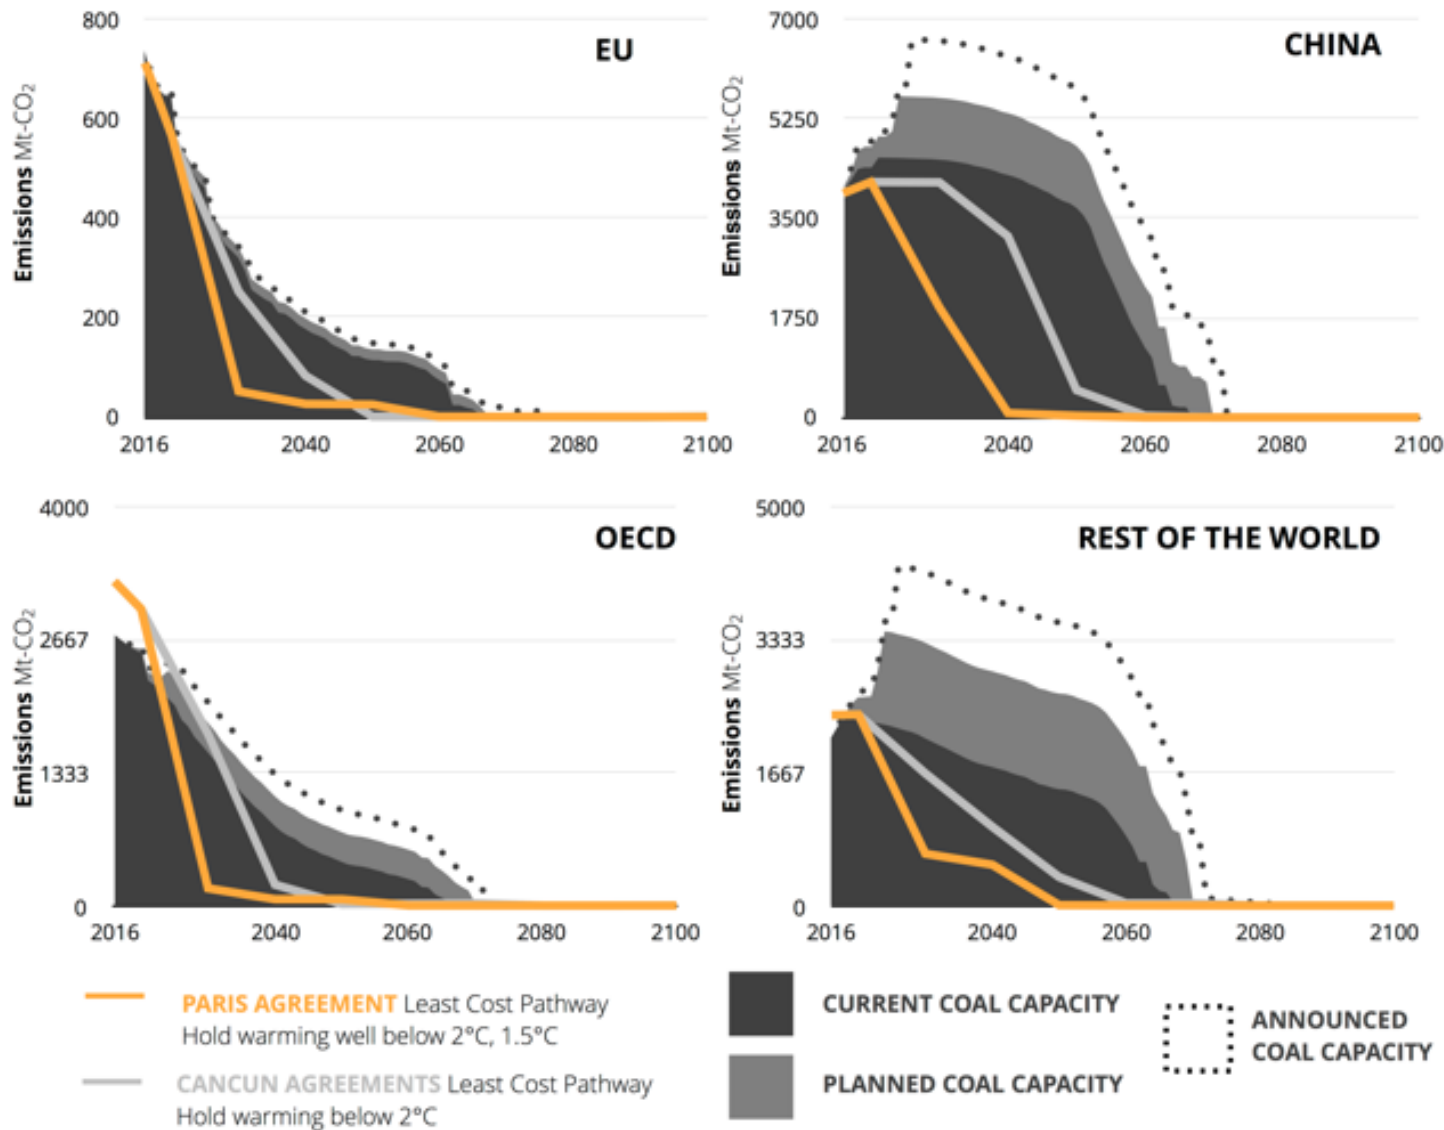 800
EU
600
400
200
0
Emissions Mt-CO₂
2016 2040 2060 2080 2100
7000
CHINA
5250
3500
1750
0
Emissions Mt-CO₂
2016 2040 2060 2080 2100
4000
OECD
2667
1333
0
Emissions Mt-CO₂
2016 2040 2060 2080 2100
5000
REST OF THE WORLD
3333
1667
0
Emissions Mt-CO₂
2016 2040 2060 2080 2100
PARIS AGREEMENT Least Cost Pathway
Hold warming well below 2°C, 1.5°C
CANCUN AGREEMENTS Least Cost Pathway
Hold warming below 2°C
CURRENT COAL CAPACITY
PLANNED COAL CAPACITY
ANNOUNCED
COAL CAPACITY